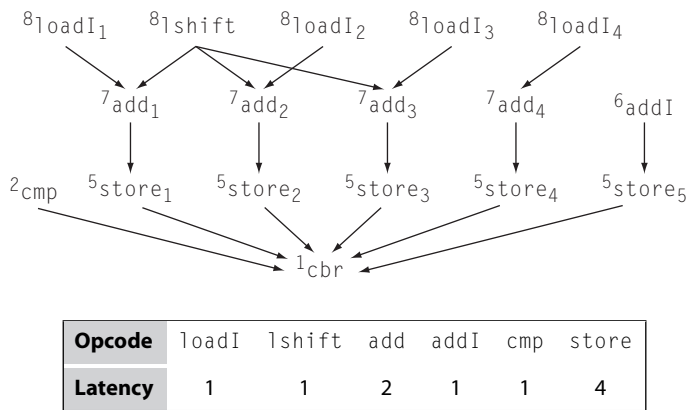 ⁸loadI₁ ⁸lshift ⁸loadI₂ ⁸loadI₃ ⁸loadI₄
⁷add₁ ⁷add₂ ⁷add₃ ⁷add₄ ⁶addI
²cmp ⁵store₁ ⁵store₂ ⁵store₃ ⁵store₄ ⁵store₅
¹cbr
Opcode loadI lshift add addI cmp store
Latency 1 1 2 1 1 4